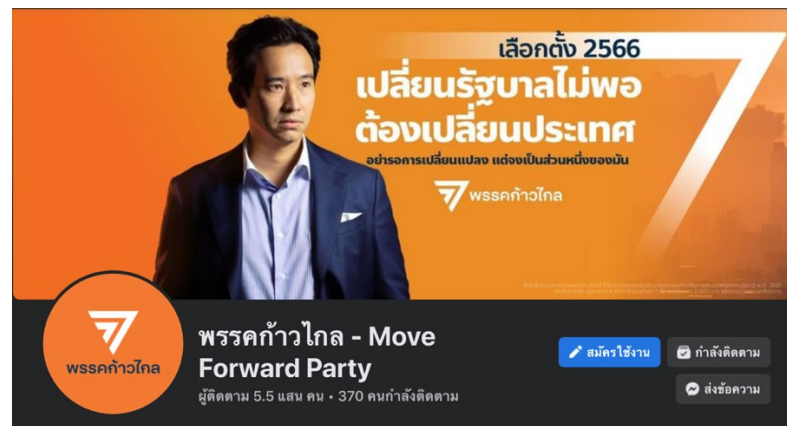 เลือกตั้ง 2566
เปลี่ยนรัฐบาลไม่พอ
ต้องเปลี่ยนประเทศ
อย่ารอการเปลี่ยนแปลง แต่จงเป็นส่วนหนึ่งของมัน
พรรคก้าวไกล
พรรคก้าวไกล
พรรคก้าวไกล - Move
Forward Party
ผู้ติดตาม 5.5 แสน คน • 370 คนกำลังติดตาม
สมัครใช้งาน
กำลังติดตาม
ส่งข้อความ